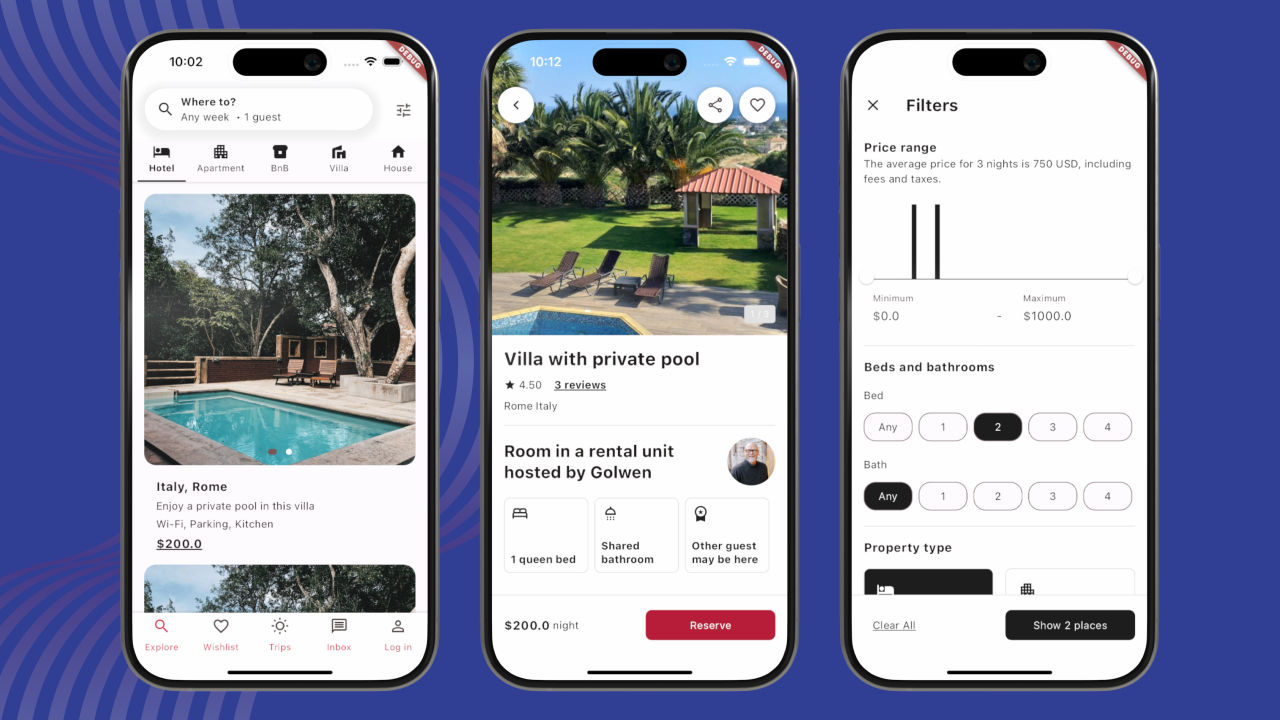 10:02
DEBUG
Where to?
Any week • 1 guest
Hotel
Apartment
BnB
Villa
House
Italy, Rome
Enjoy a private pool in this villa
Wi-Fi, Parking, Kitchen
$200.0
Explore
Wishlist
Trips
Inbox
Log in
10:12
DEBUG
1 / 3
Villa with private pool
4.50 3 reviews
Rome Italy
Room in a rental unit
hosted by Golwen
1 queen bed
Shared
bathroom
Other guest
may be here
$200.0 night
Reserve
DEBUG
Filters
Price range
The average price for 3 nights is 750 USD, including
fees and taxes.
Minimum
$0.0
-
Maximum
$1000.0
Beds and bathrooms
Bed
Any 1 2 3 4
Bath
Any 1 2 3 4
Property type
Clear All
Show 2 places